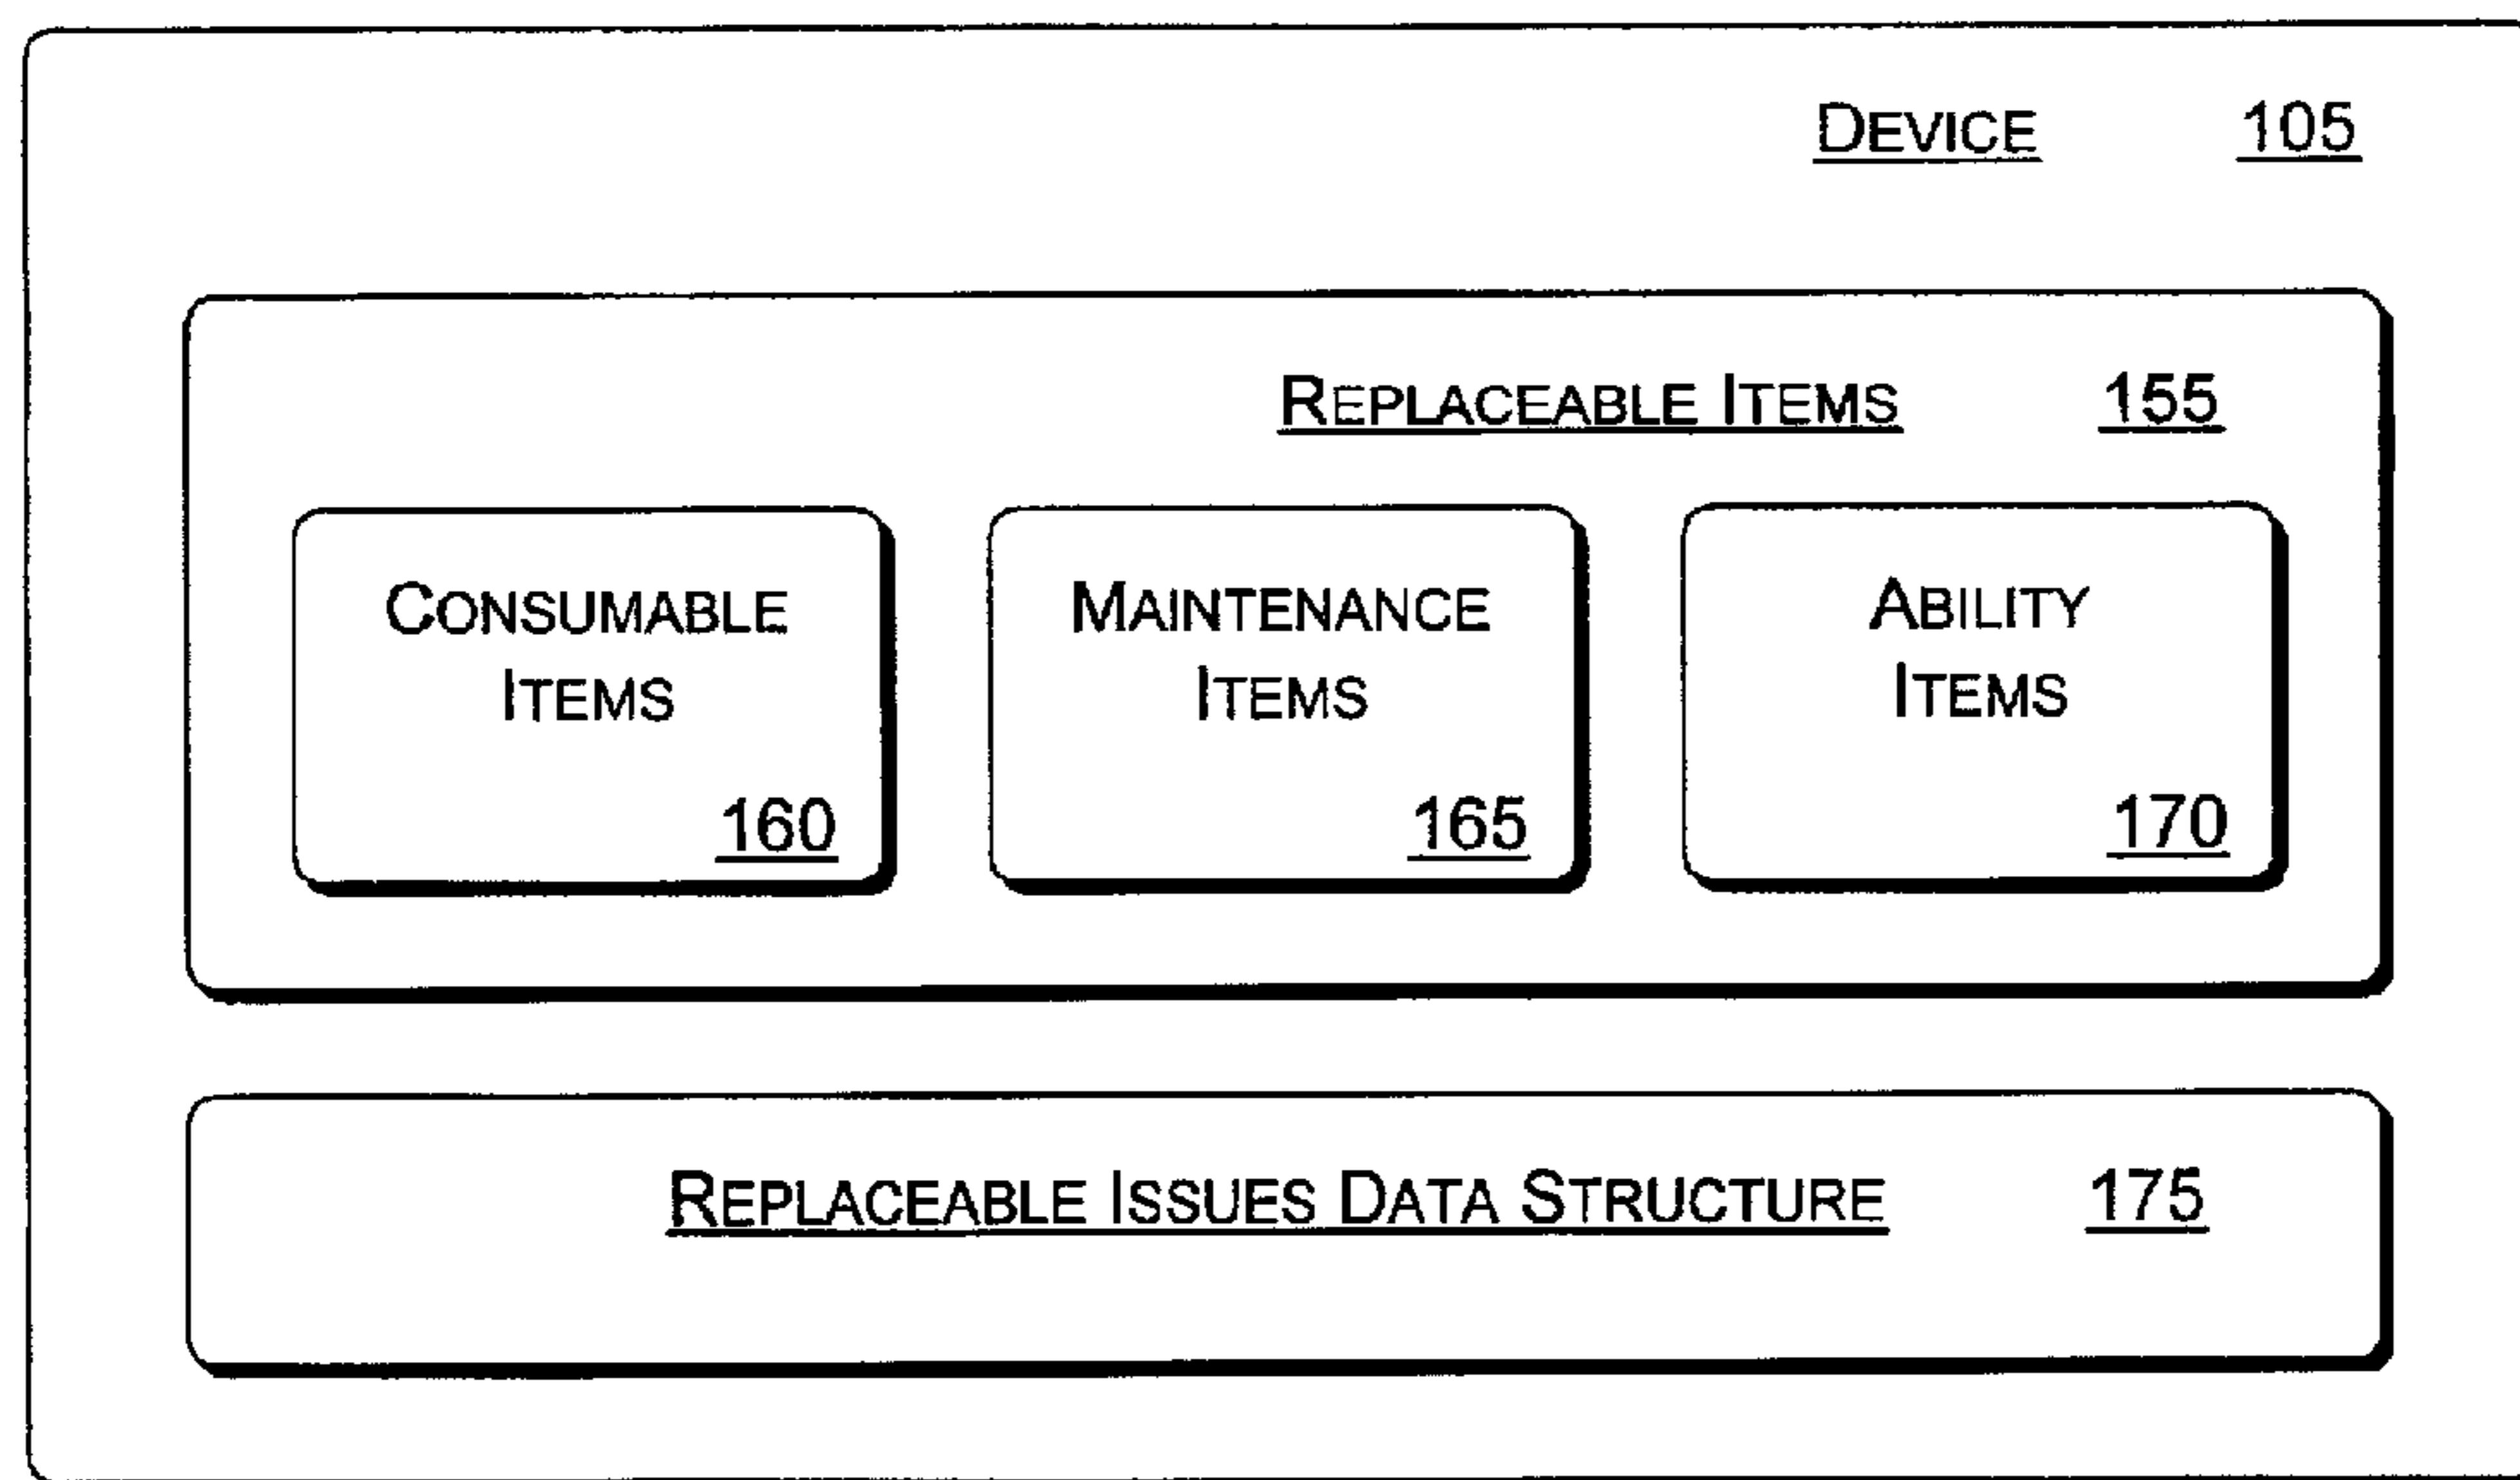 DEVICE 105
REPLACEABLE ITEMS 155
CONSUMABLE
ITEMS
160
MAINTENANCE
ITEMS
165
ABILITY
ITEMS
170
REPLACEABLE ISSUES DATA STRUCTURE 175